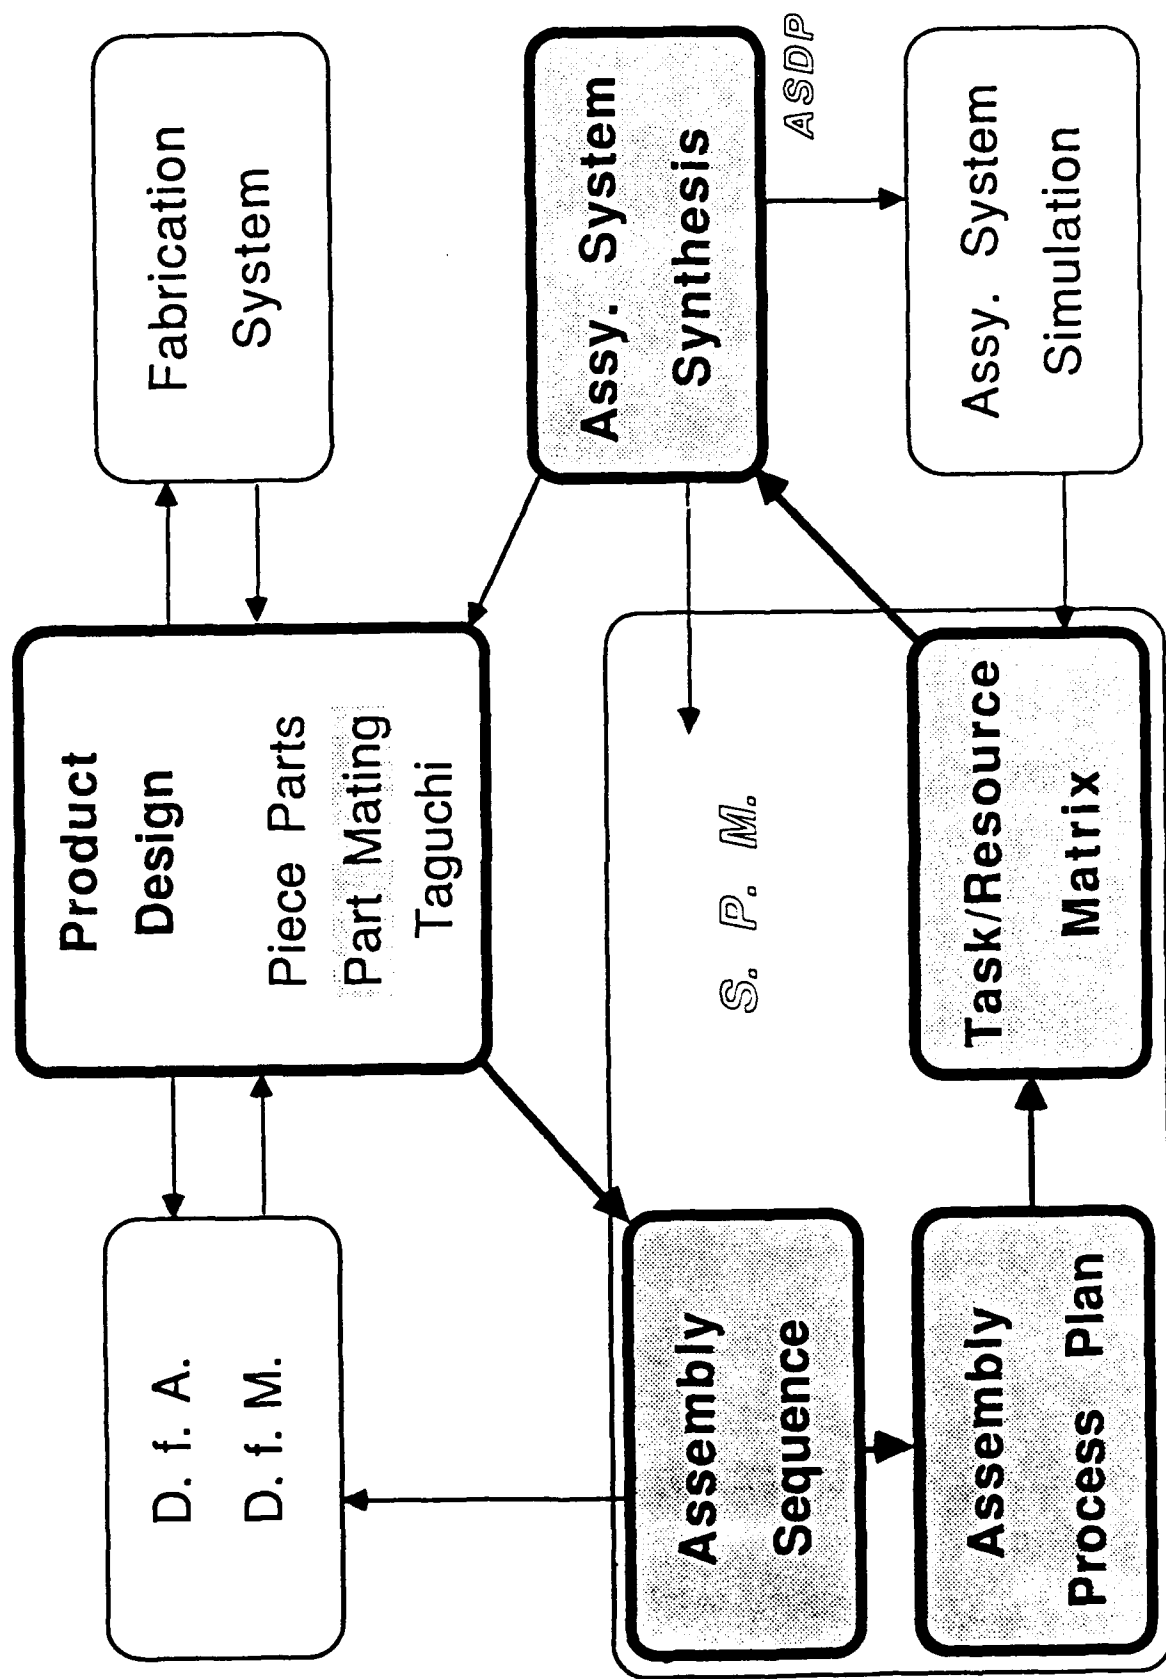 D. f. A.
D. f. M.
Product
Design
Piece Parts
Part Mating
Taguchi
Fabrication
System
Assembly
Sequence
S. P. M.
Assy. System
Synthesis
ASDP
Assembly
Process Plan
Task/Resource
Matrix
Assy. System
Simulation